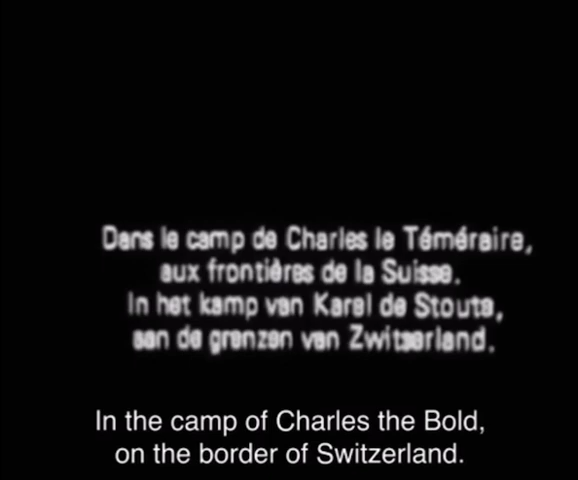 Dans le camp de Charles le Téméraire,
aux frontières de la Suisse.
In het kamp van Karel de Stoute,
aan de grenzen van Zwitserland.
In the camp of Charles the Bold,
on the border of Switzerland.